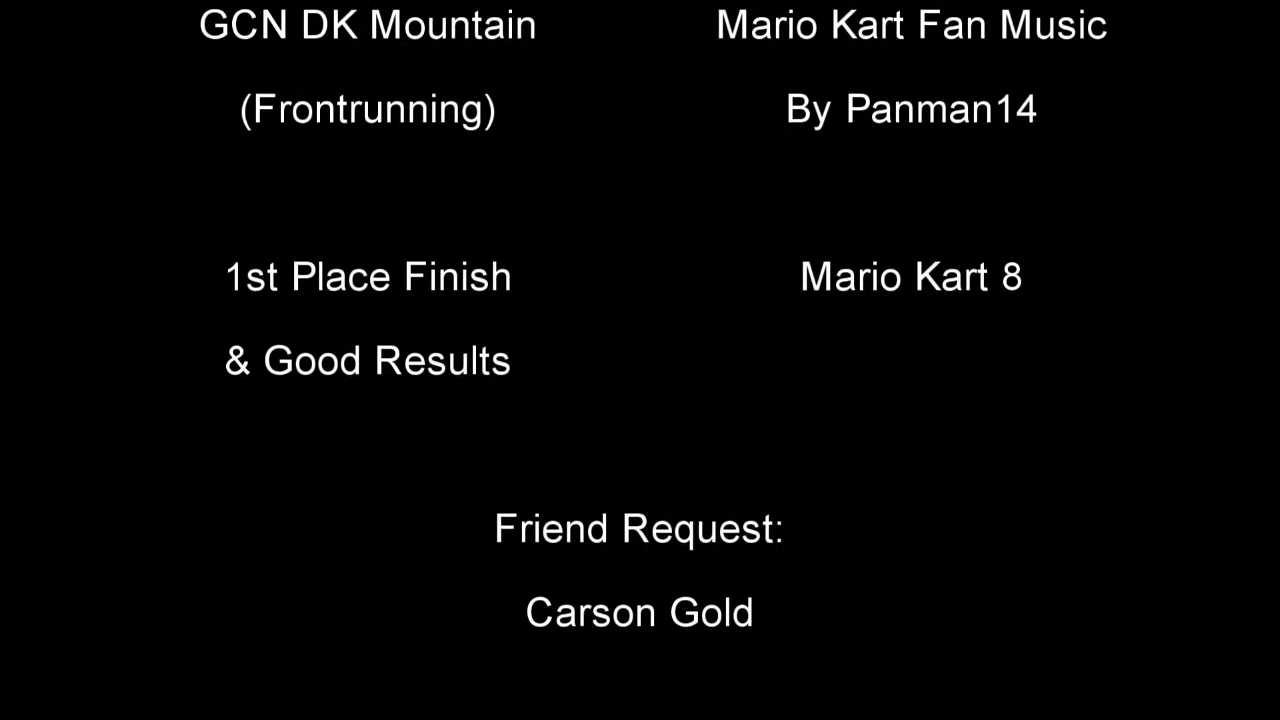 GCN DK Mountain
Mario Kart Fan Music
(Frontrunning)
By Panman14
1st Place Finish
Mario Kart 8
& Good Results
Friend Request:
Carson Gold